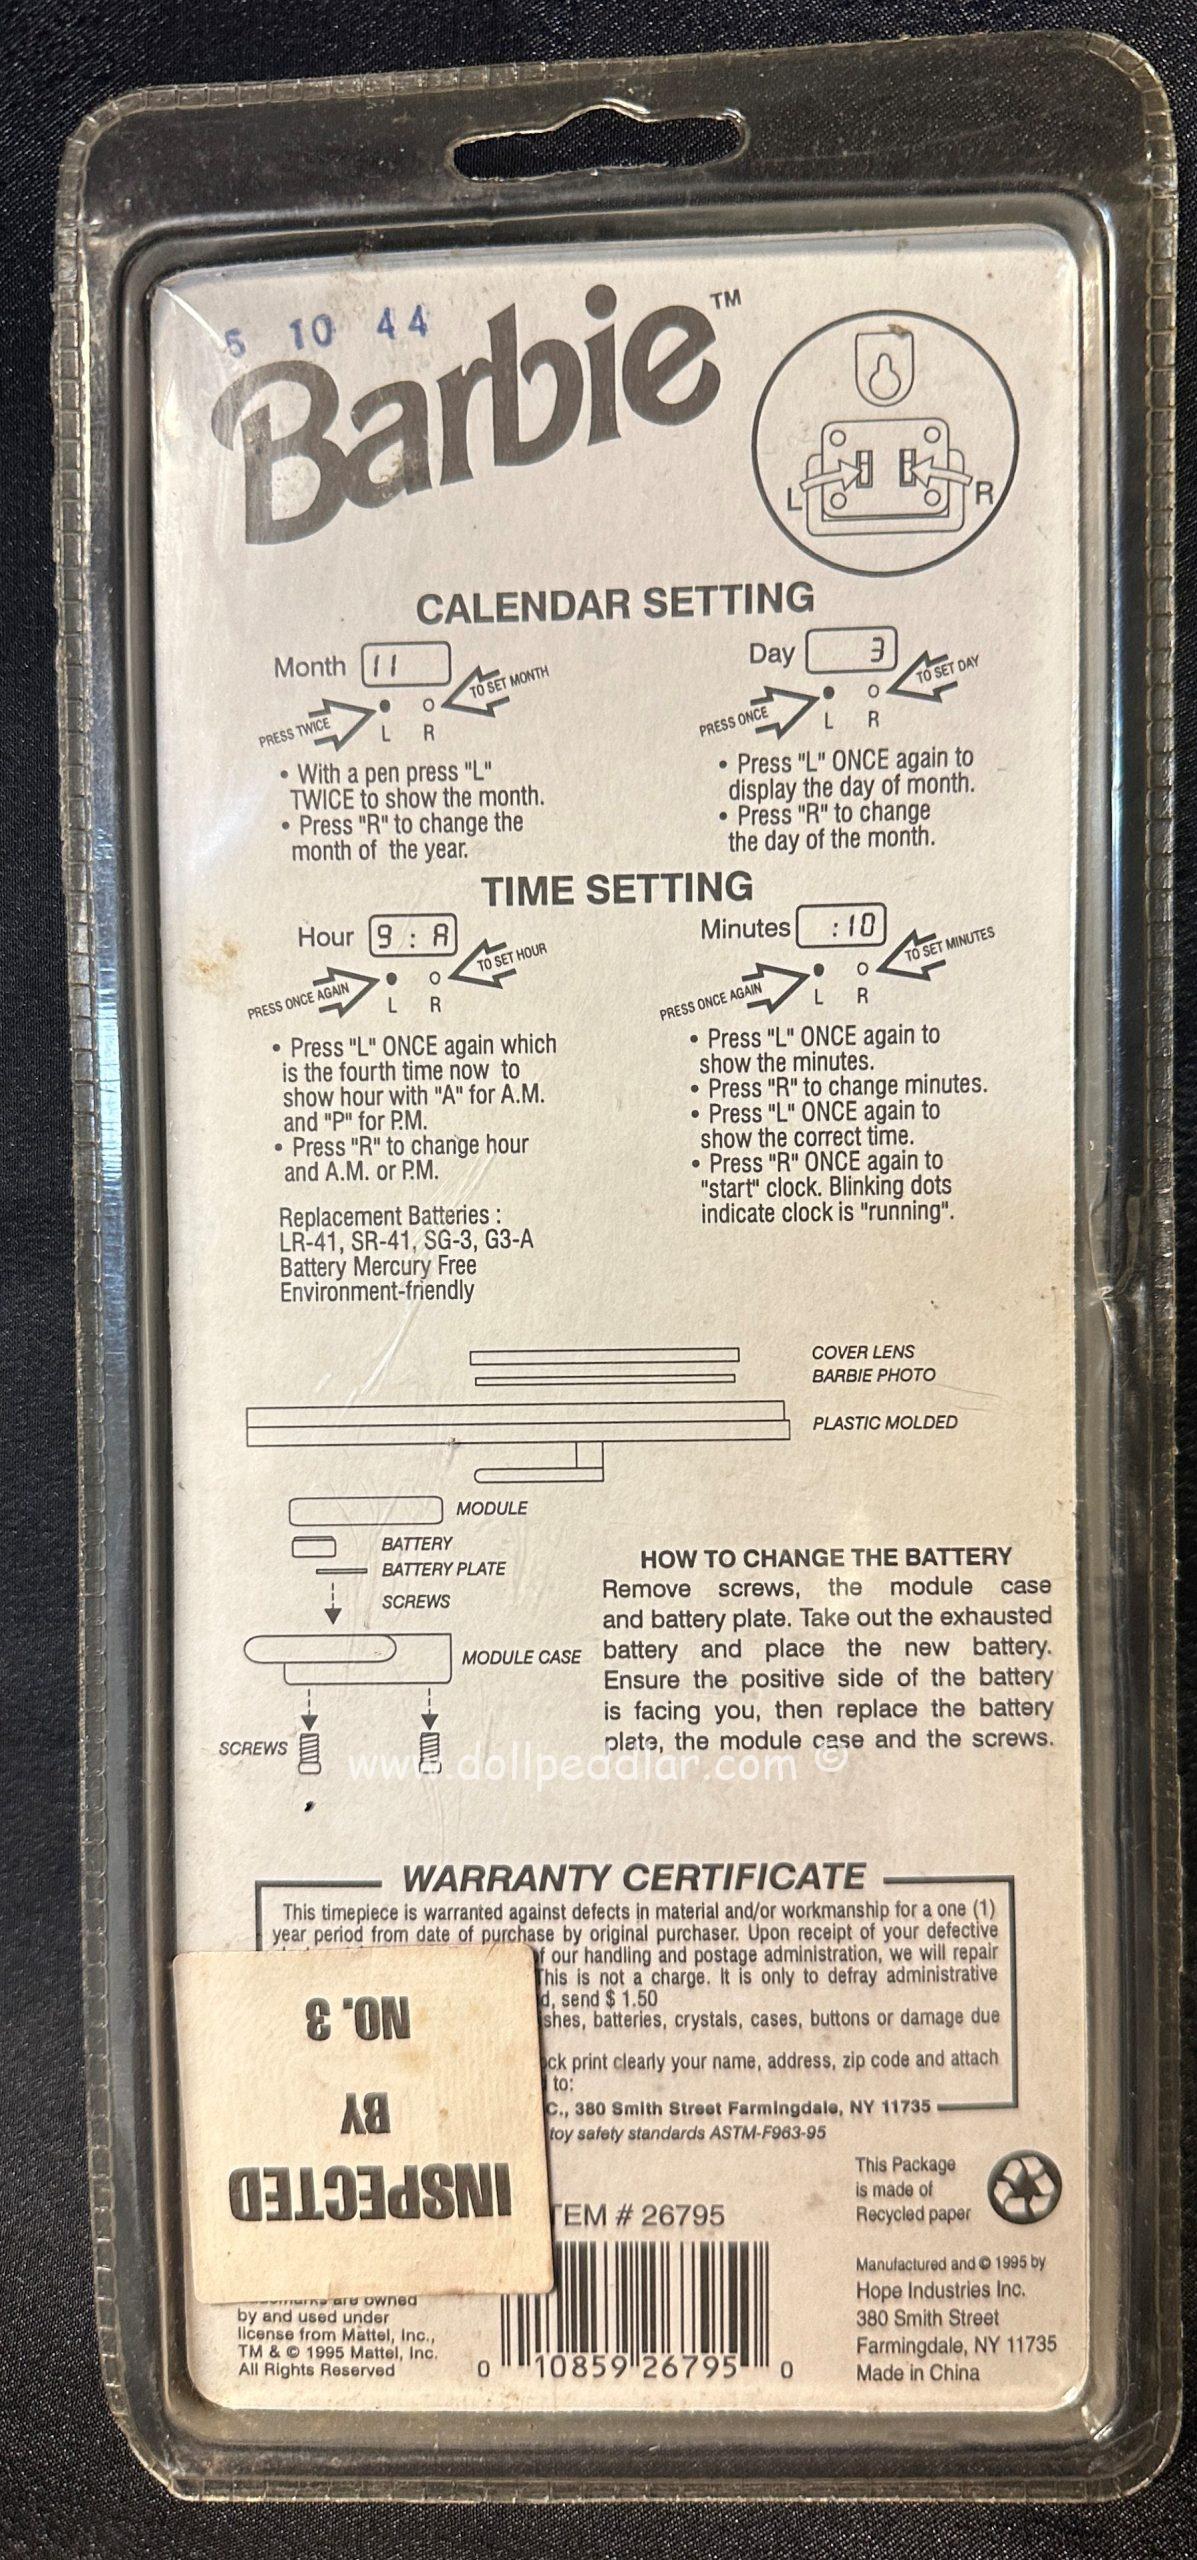 5 10 44
Barbie™
L R
CALENDAR SETTING
Month 11
PRESS TWICE
TO SET MONTH
L R
• With a pen press "L"
TWICE to show the month.
• Press "R" to change the
month of the year.
Day 3
PRESS ONCE
TO SET DAY
L R
• Press "L" ONCE again to
display the day of month.
• Press "R" to change
the day of the month.
TIME SETTING
Hour 9 : A
PRESS ONCE AGAIN
TO SET HOUR
L R
• Press "L" ONCE again which
is the fourth time now to
show hour with "A" for A.M.
and "P" for P.M.
• Press "R" to change hour
and A.M. or P.M.
Minutes :10
PRESS ONCE AGAIN
TO SET MINUTES
L R
• Press "L" ONCE again to
show the minutes.
• Press "R" to change minutes.
• Press "L" ONCE again to
show the correct time.
• Press "R" ONCE again to
"start" clock. Blinking dots
indicate clock is "running".
Replacement Batteries :
LR-41, SR-41, SG-3, G3-A
Battery Mercury Free
Environment-friendly
COVER LENS
BARBIE PHOTO
PLASTIC MOLDED
MODULE
BATTERY
BATTERY PLATE
SCREWS
MODULE CASE
SCREWS
HOW TO CHANGE THE BATTERY
Remove screws, the module case
and battery plate. Take out the exhausted
battery and place the new battery.
Ensure the positive side of the battery
is facing you, then replace the battery
plate, the module case and the screws.
www.dollpeddlar.com ©
WARRANTY CERTIFICATE
This timepiece is warranted against defects in material and/or workmanship for a one (1)
year period from date of purchase by original purchaser. Upon receipt of your defective
our handling and postage administration, we will repair
This is not a charge. It is only to defray administrative
send $ 1.50
batteries, crystals, cases, buttons or damage due
print clearly your name, address, zip code and attach
to:
380 Smith Street Farmingdale, NY 11735
toy safety standards ASTM-F963-95
INSPECTED
BY
NO. 3
ITEM # 26795
This Package
is made of
Recycled paper
are owned
by and used under
license from Mattel, Inc.,
TM & © 1995 Mattel, Inc.
All Rights Reserved
0 10859 26795 0
Manufactured and © 1995 by
Hope Industries Inc.
380 Smith Street
Farmingdale, NY 11735
Made in China